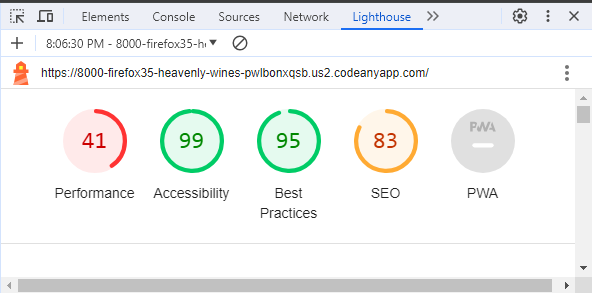 Elements Console Sources Network Lighthouse
8:06:30 PM - 8000-firefox35-h
https://8000-firefox35-heavenly-wines-pwlbonxqsb.us2.codeanyapp.com/
41 99 95 83 PWA
Performance Accessibility Best Practices SEO PWA